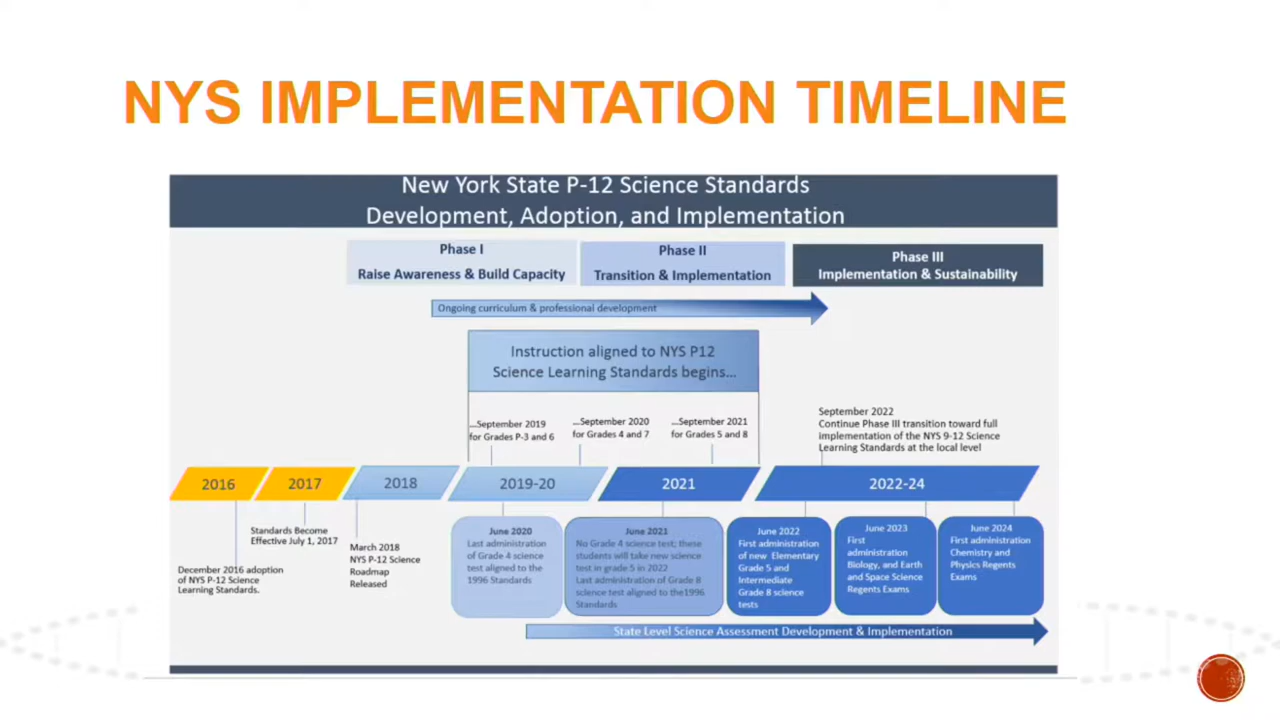 NYS IMPLEMENTATION TIMELINE
New York State P-12 Science Standards
Development, Adoption, and Implementation
Phase I
Raise Awareness & Build Capacity
Phase II
Transition & Implementation
Phase III
Implementation & Sustainability
Ongoing curriculum & professional development
Instruction aligned to NYS P12
Science Learning Standards begins...
...September 2019
for Grades P-3 and 6
...September 2020
for Grades 4 and 7
...September 2021
for Grades 5 and 8
September 2022
Continue Phase III transition toward full
implementation of the NYS 9-12 Science
Learning Standards at the local level
2016
2017
2018
2019-20
2021
2022-24
December 2016 adoption
of NYS P-12 Science
Learning Standards.
Standards Become
Effective July 1, 2017
March 2018
NYS P-12 Science
Roadmap
Released
June 2020
Last administration
of Grade 4 science
test aligned to the
1996 Standards
June 2021
No Grade 4 science test; these
students will take new science
test in grade 5 in 2022
Last administration of Grade 8
science test aligned to the1996
Standards
June 2022
First administration
of new Elementary
Grade 5 and
Intermediate
Grade 8 science
tests
June 2023
First
administration
Biology, and Earth
and Space Science
Regents Exams
June 2024
First administration
Chemistry and
Physics Regents
Exams
State Level Science Assessment Development & Implementation